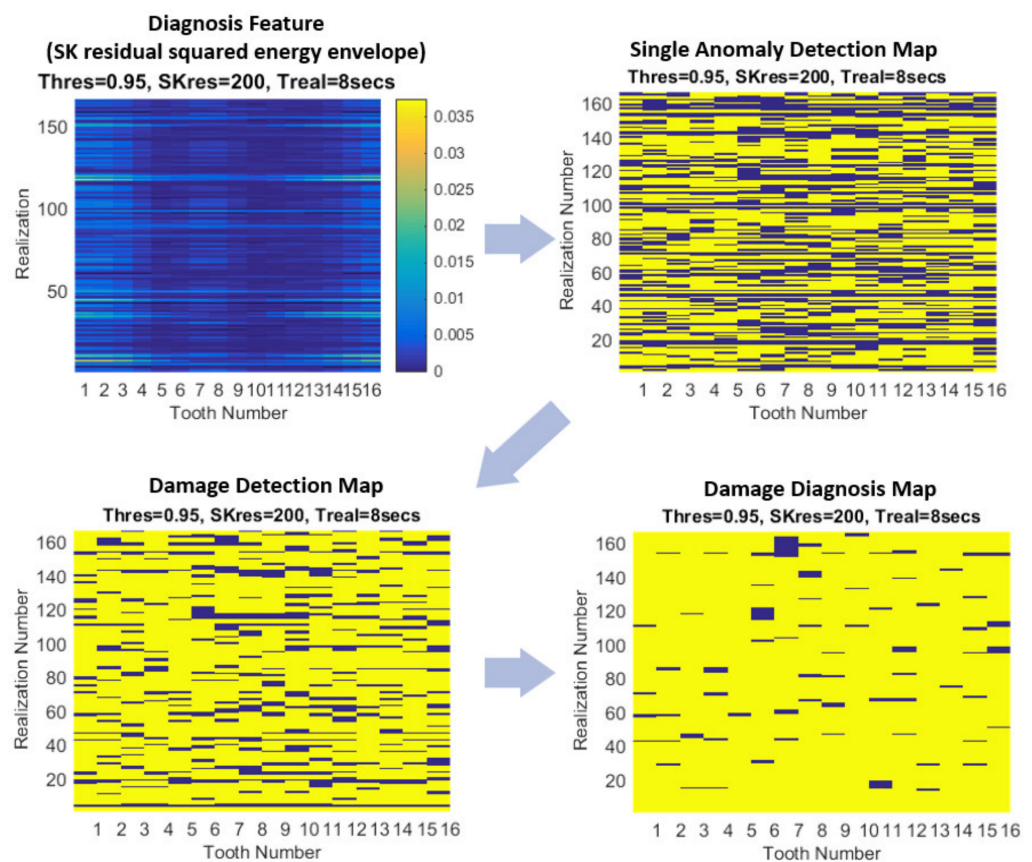 Diagnosis Feature
(SK residual squared energy envelope)
Thres=0.95, SKres=200, Treal=8secs
150
100
50
Realization
0.035
0.03
0.025
0.02
0.015
0.01
0.005
0
1 2 3 4 5 6 7 8 9 10 11 12 13 14 15 16
Tooth Number
Single Anomaly Detection Map
Thres=0.95, SKres=200, Treal=8secs
160
140
120
100
80
60
40
20
Realization Number
1 2 3 4 5 6 7 8 9 10 11 12 13 14 15 16
Tooth Number
Damage Detection Map
Thres=0.95, SKres=200, Treal=8secs
160
140
120
100
80
60
40
20
Realization Number
1 2 3 4 5 6 7 8 9 10 11 12 13 14 15 16
Tooth Number
Damage Diagnosis Map
Thres=0.95, SKres=200, Treal=8secs
160
140
120
100
80
60
40
20
Realization Number
1 2 3 4 5 6 7 8 9 10 11 12 13 14 15 16
Tooth Number